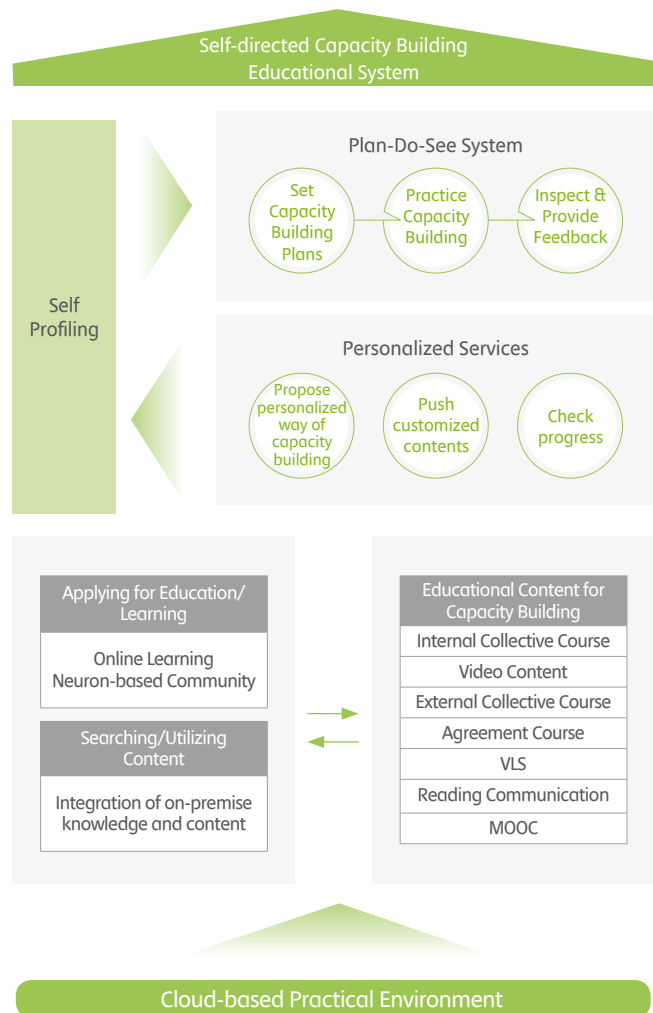 Self-directed Capacity Building
Educational System
Self
Profiling
Plan-Do-See System
Set
Capacity
Building
Plans
Practice
Capacity
Building
Inspect &
Provide
Feedback
Personalized Services
Propose
personalized
way of
capacity
building
Push
customized
contents
Check
progress
Applying for Education/
Learning
Online Learning
Neuron-based Community
Searching/Utilizing
Content
Integration of on-premise
knowledge and content
Educational Content for
Capacity Building
Internal Collective Course
Video Content
External Collective Course
Agreement Course
VLS
Reading Communication
MOOC
Cloud-based Practical Environment